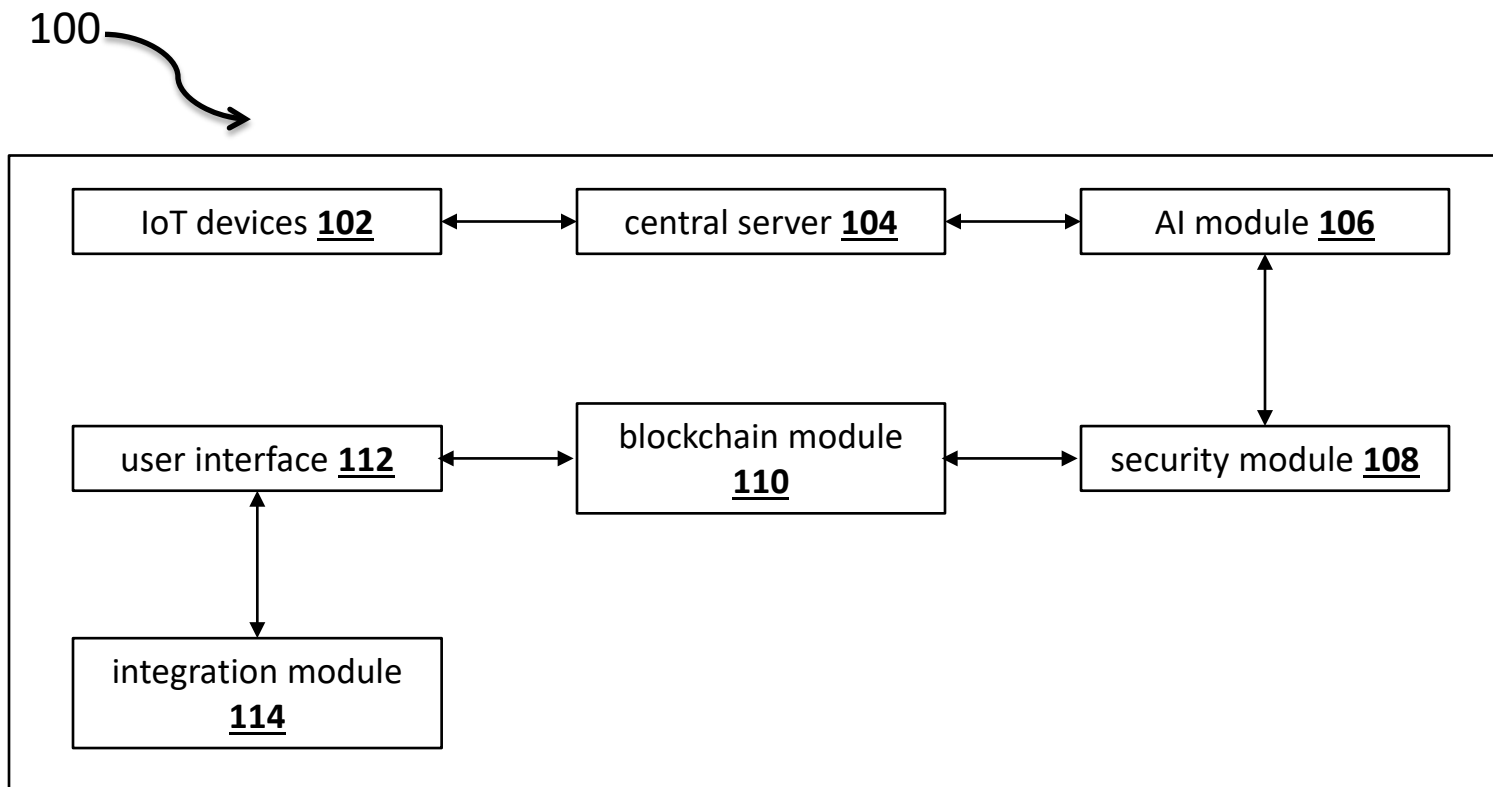 100
IoT devices 102
central server 104
AI module 106
user interface 112
blockchain module
110
security module 108
integration module
114